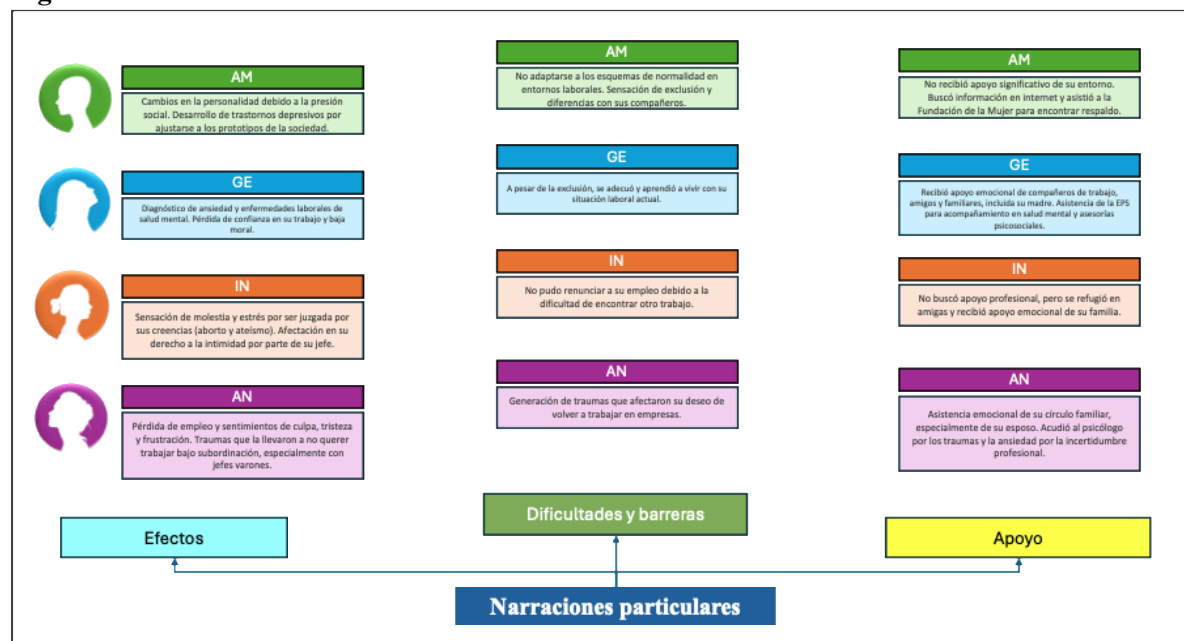 AM
Cambios en la personalidad debido a la presión
social. Desarrollo de trastornos depresivos por
ajustarse a los prototipos de la sociedad.
GE
Diagnóstico de ansiedad y enfermedades laborales
de salud mental. Pérdida de confianza en su trabajo y baja
moral.
IN
Sensación de molestia y estrés por ser juzgada por
sus creencias (aborto y ateísmo). Afectación en su
derecho a la intimidad por parte de su jefe.
AN
Pérdida de empleo y sentimientos de culpa, tristeza
y frustración. Traumas que la llevaron a no querer
trabajar bajo subordinación, especialmente con
jefes varones.
Efectos
AM
No adaptarse a los esquemas de normalidad en
entornos laborales. Sensación de exclusión y
diferencias con sus compañeros.
GE
A pesar de la exclusión, se adecuó y aprendió a vivir con su
situación laboral actual.
IN
No pudo renunciar a su empleo debido a la
dificultad de encontrar otro trabajo.
AN
Generación de traumas que afectaron su deseo de
volver a trabajar en empresas.
Dificultades y barreras
AM
No recibió apoyo significativo de su entorno.
Buscó información en internet y asistió a la
Fundación de la Mujer para encontrar respaldo.
GE
Recibió apoyo emocional de compañeros de trabajo,
amigos y familiares, incluida su madre. Asistencia de la EPS
para acompañamiento en salud mental y asesorías
psicosociales.
IN
No buscó apoyo profesional, pero se refugió en
amigas y recibió apoyo emocional de su familia.
AN
Asistencia emocional de su círculo familiar,
especialmente de su esposo. Acudió al psicólogo
por los traumas y la ansiedad por la incertidumbre
profesional.
Apoyo
Narraciones particulares